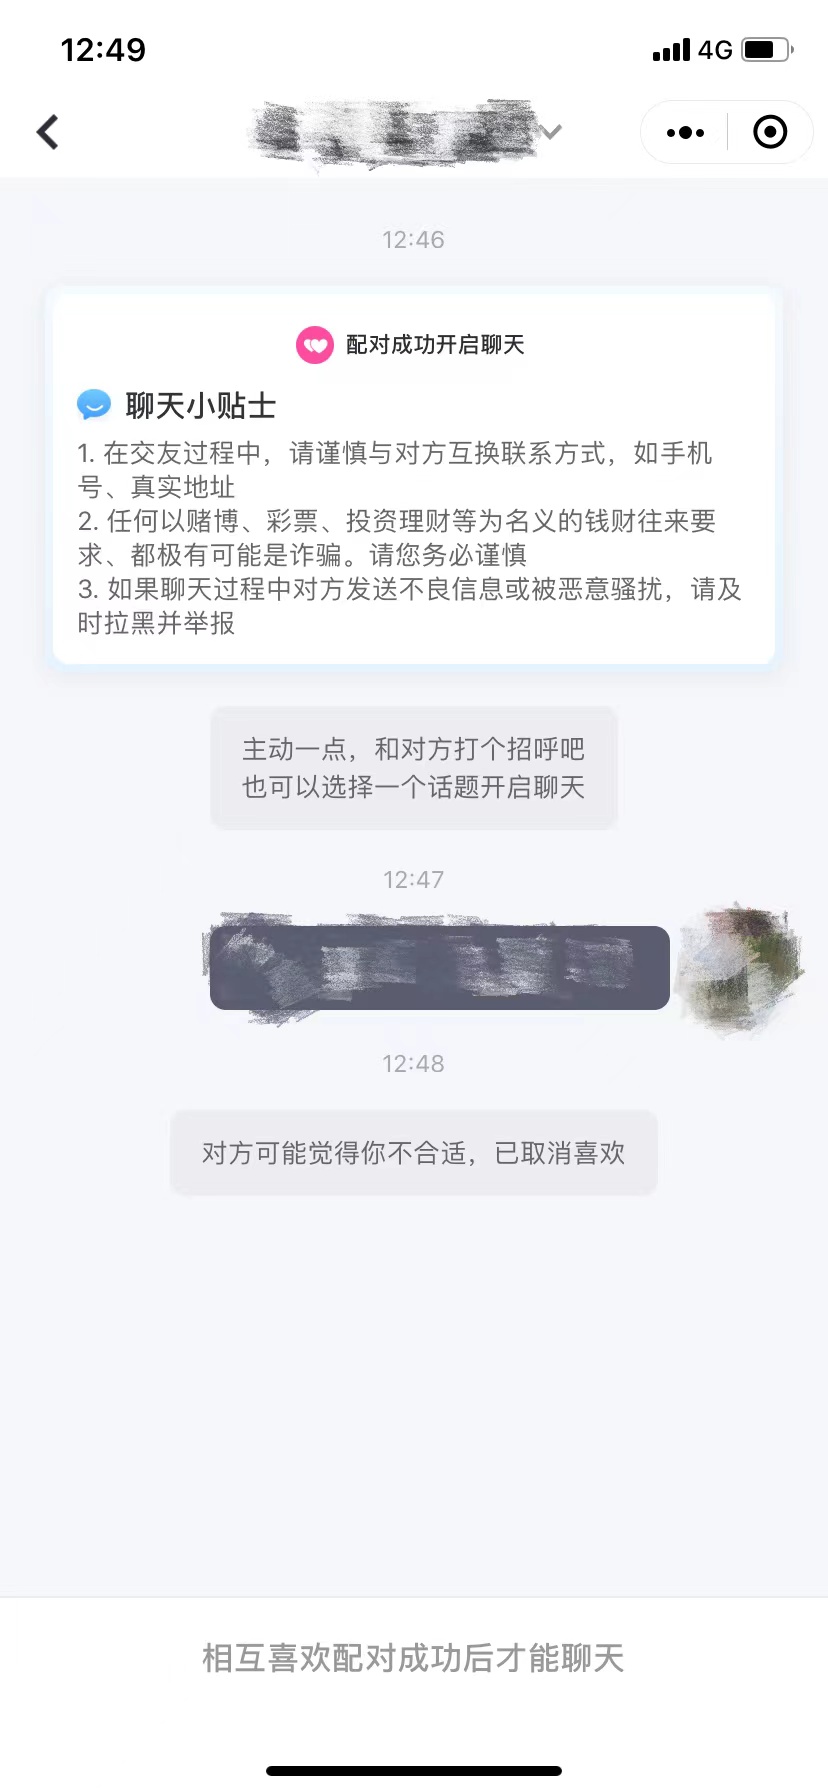 12:49
4G
12:46
配对成功开启聊天
聊天小贴士
1. 在交友过程中，请谨慎与对方互换联系方式，如手机
号、真实地址
2. 任何以赌博、彩票、投资理财等为名义的钱财往来要
求、都极有可能是诈骗。请您务必谨慎
3. 如果聊天过程中对方发送不良信息或被恶意骚扰，请及
时拉黑并举报
主动一点，和对方打个招呼吧
也可以选择一个话题开启聊天
12:47
12:48
对方可能觉得你不合适，已取消喜欢
相互喜欢配对成功后才能聊天